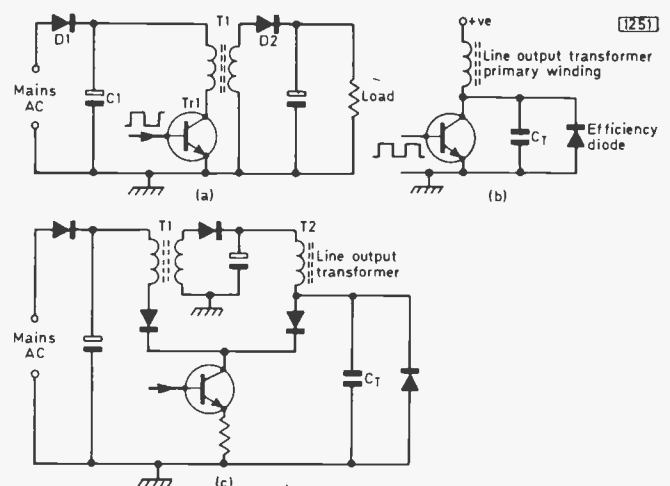 T1
D1
D2
Mains
AC
C1
Tr1
Load
(a)
+ve
1251
Line output transformer
primary winding
CT
Efficiency
diode
(b)
T1
T2
Line output
transformer
Mains
AC
CT
(c)